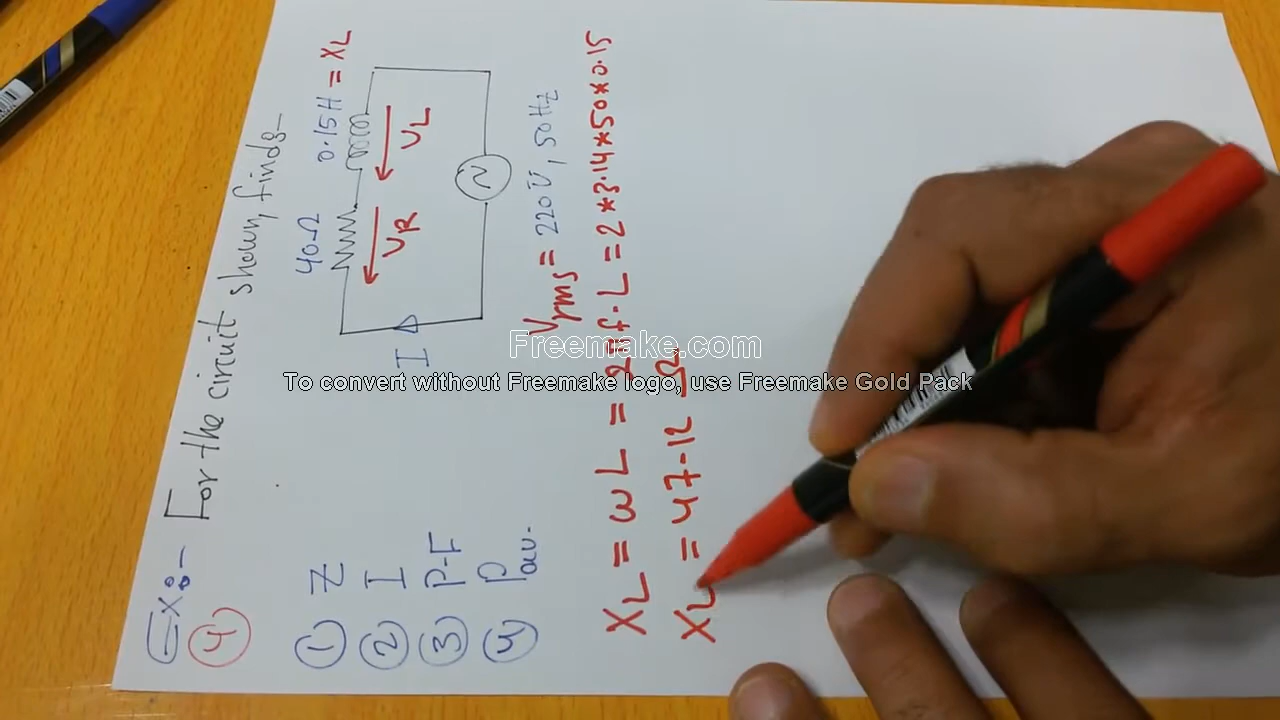 Ex:-
4
For the circuit shown, find:-
1 Z
2 I
3 P.F
4 Pav.
40Ω
0.15H = XL
VR
VL
I
Vrms = 220V, 50Hz
XL = ωL = 2πf.L = 2*3.14*50*0.15
XL = 47.12 Ω
Freemake.com
To convert without Freemake logo, use Freemake Gold Pack